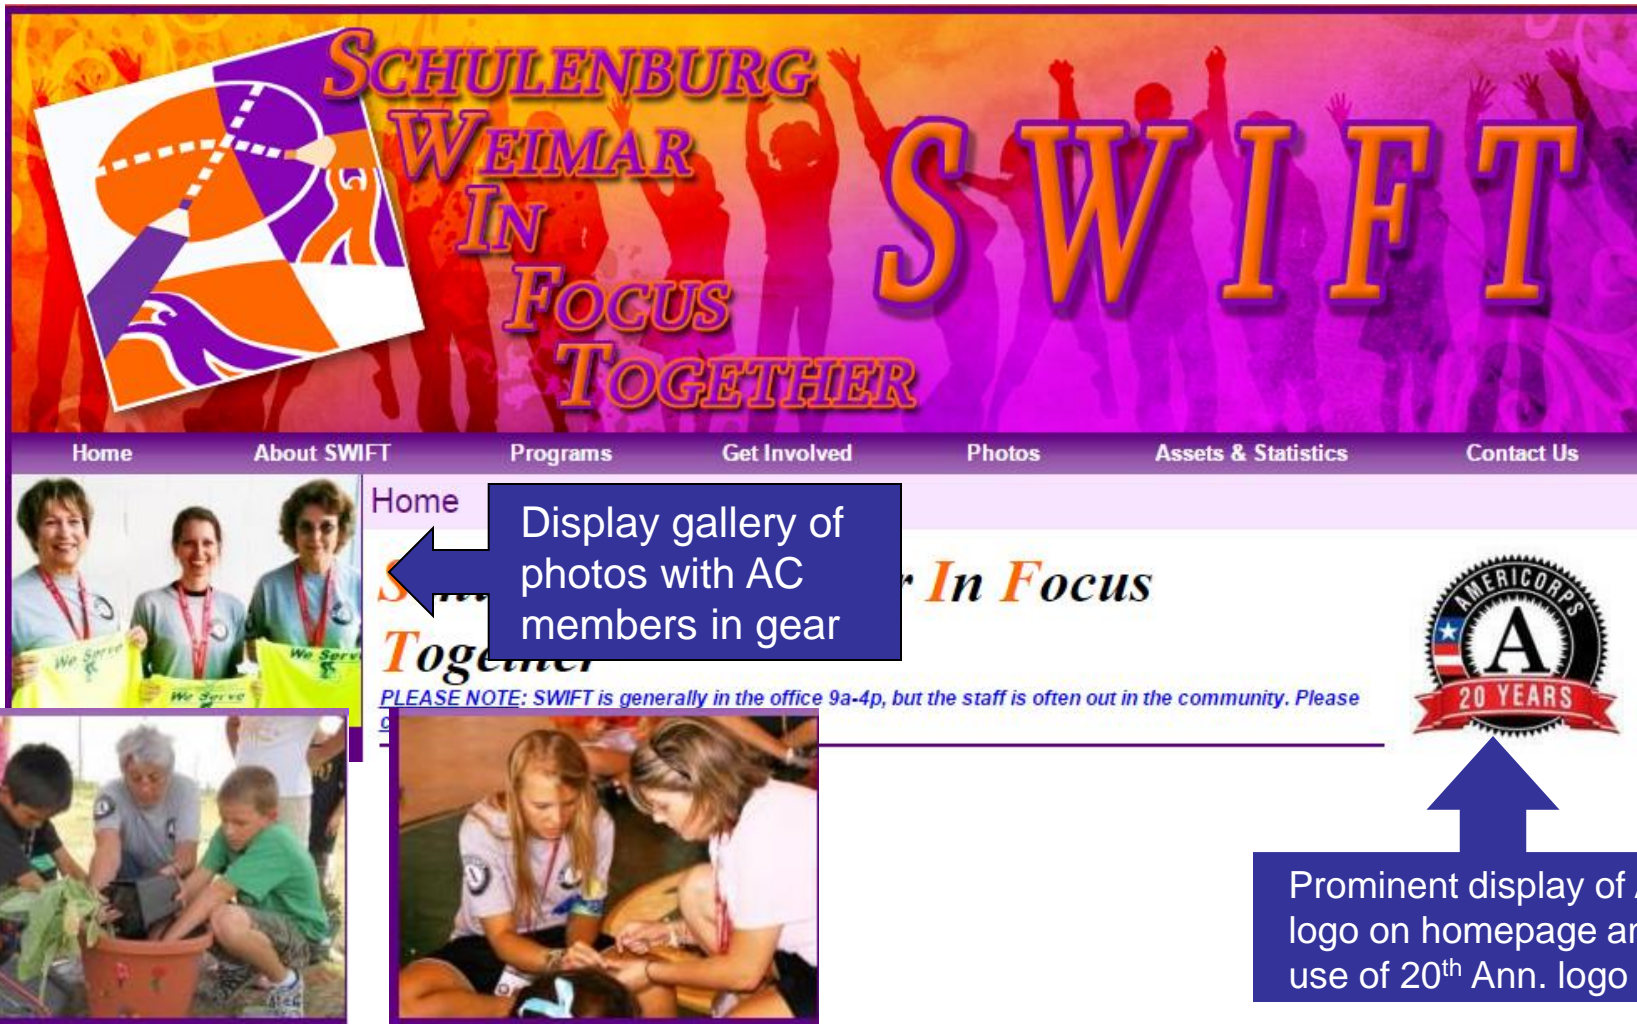 SCHULENBURG
WEIMAR
IN
FOCUS
TOGETHER
SWIFT
Home About SWIFT Programs Get Involved Photos Assets & Statistics Contact Us
Home
Display gallery of
photos with AC
members in gear
In Focus
Together
PLEASE NOTE: SWIFT is generally in the office 9a-4p, but the staff is often out in the community. Please
We Serve
We Serve
We Serve
AMERICORPS
A
20 YEARS
Prominent display of
logo on homepage
use of 20th Ann. logo